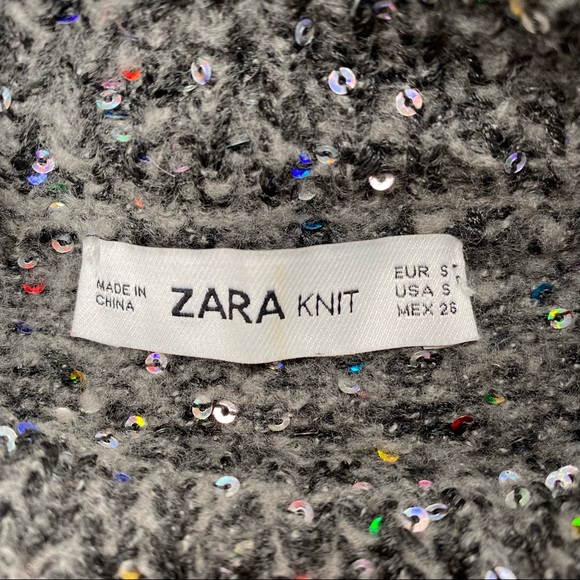 MADE IN
CHINA
ZARA KNIT
EUR S
USA S
MEX 26